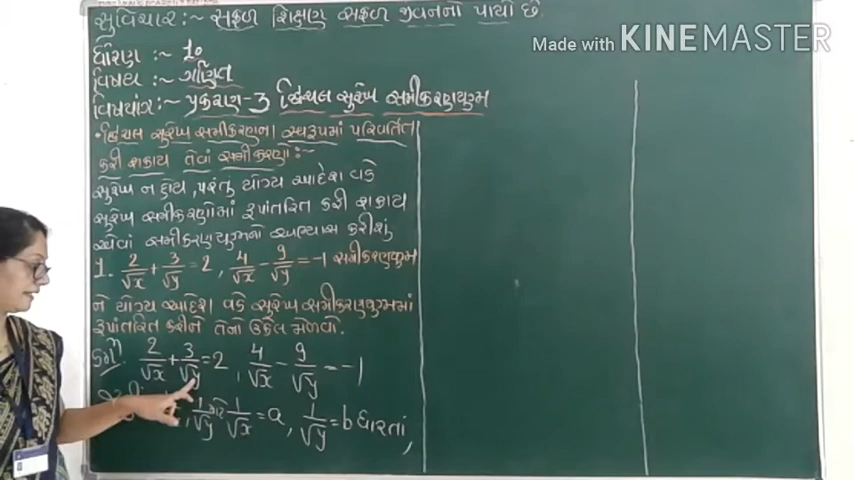 સુવિચાર :~ સફળ શિક્ષણ સફળ જીવનનો પાયો છે.
Made with KINEMASTER
ધોરણ :~ ૧૦
વિષય :~ ગણિત
વિષયાંગ :~ પ્રકરણ-3 દ્વિચલ સુરેખ સમીકરણયુગ્મ
• દ્વિચલ સુરેખ સમીકરણના સ્વરૂપમાં પરિવર્તિત
કરી શકાય તેવાં સમીકરણો :~
સુરેખ ન હોય, પરંતુ યોગ્ય આદેશ વડે
સુરેખ સમીકરણોમાં રૂપાંતરિત કરી શકાય
એવાં સમીકરણયુગ્મનો અભ્યાસ કરીશું
1. 2/√x + 3/√y = 2, 4/√x − 9/√y = −1 સમીકરણયુગ્મ
ને યોગ્ય આદેશ વડે સુરેખ સમીકરણયુગ્મમાં
રૂપાંતરિત કરીને તેનો ઉકેલ મેળવો.
2/√x + 3/√y = 2, 4/√x − 9/√y = −1
1/√y માટે 1/√x = a, 1/√y = b ધારતાં,